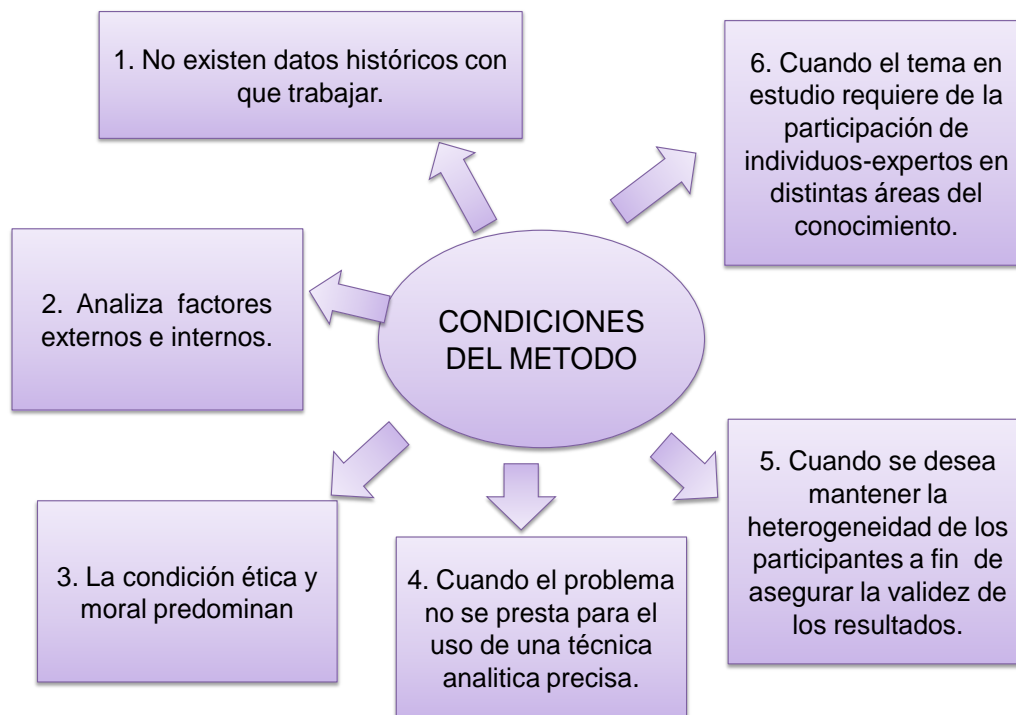 CONDICIONES
DEL METODO
1. No existen datos históricos con
que trabajar.
2. Analiza factores
externos e internos.
3. La condición ética y
moral predominan
4. Cuando el problema
no se presta para el
uso de una técnica
analitica precisa.
5. Cuando se desea
mantener la
heterogeneidad de los
participantes a fin de
asegurar la validez de
los resultados.
6. Cuando el tema en
estudio requiere de la
participación de
individuos-expertos en
distintas áreas del
conocimiento.